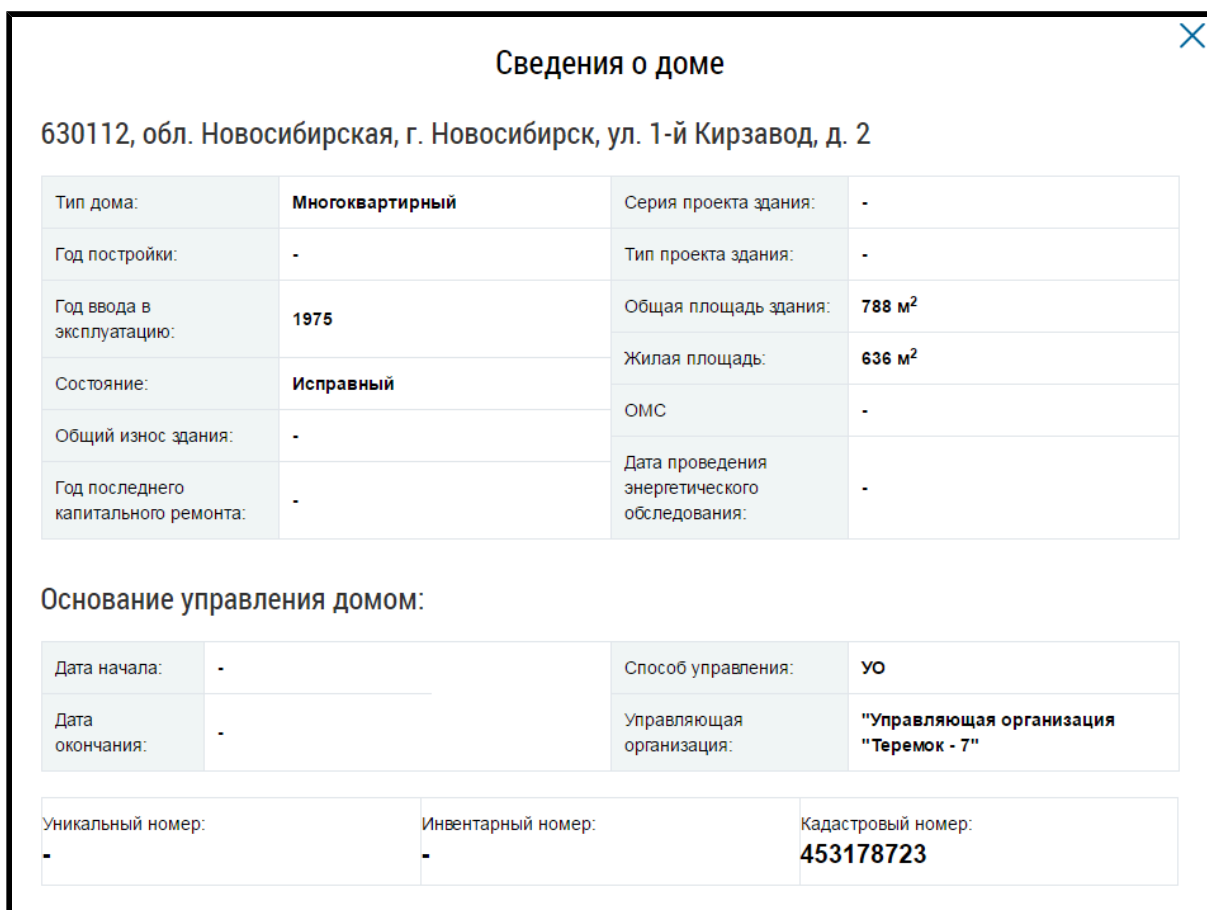 Сведения о доме
630112, обл. Новосибирская, г. Новосибирск, ул. 1-й Кирзавод, д. 2
Тип дома: Многоквартирный
Год постройки: -
Год ввода в
эксплуатацию: 1975
Состояние: Исправный
Общий износ здания: -
Год последнего
капитального ремонта: -
Серия проекта здания: -
Тип проекта здания: -
Общая площадь здания: 788 м²
Жилая площадь: 636 м²
ОМС -
Дата проведения
энергетического
обследования: -
Основание управления домом:
Дата начала: -
Дата
окончания: -
Способ управления: УО
Управляющая
организация:
"Управляющая организация
"Теремок - 7"
Уникальный номер:
-
Инвентарный номер:
-
Кадастровый номер:
453178723